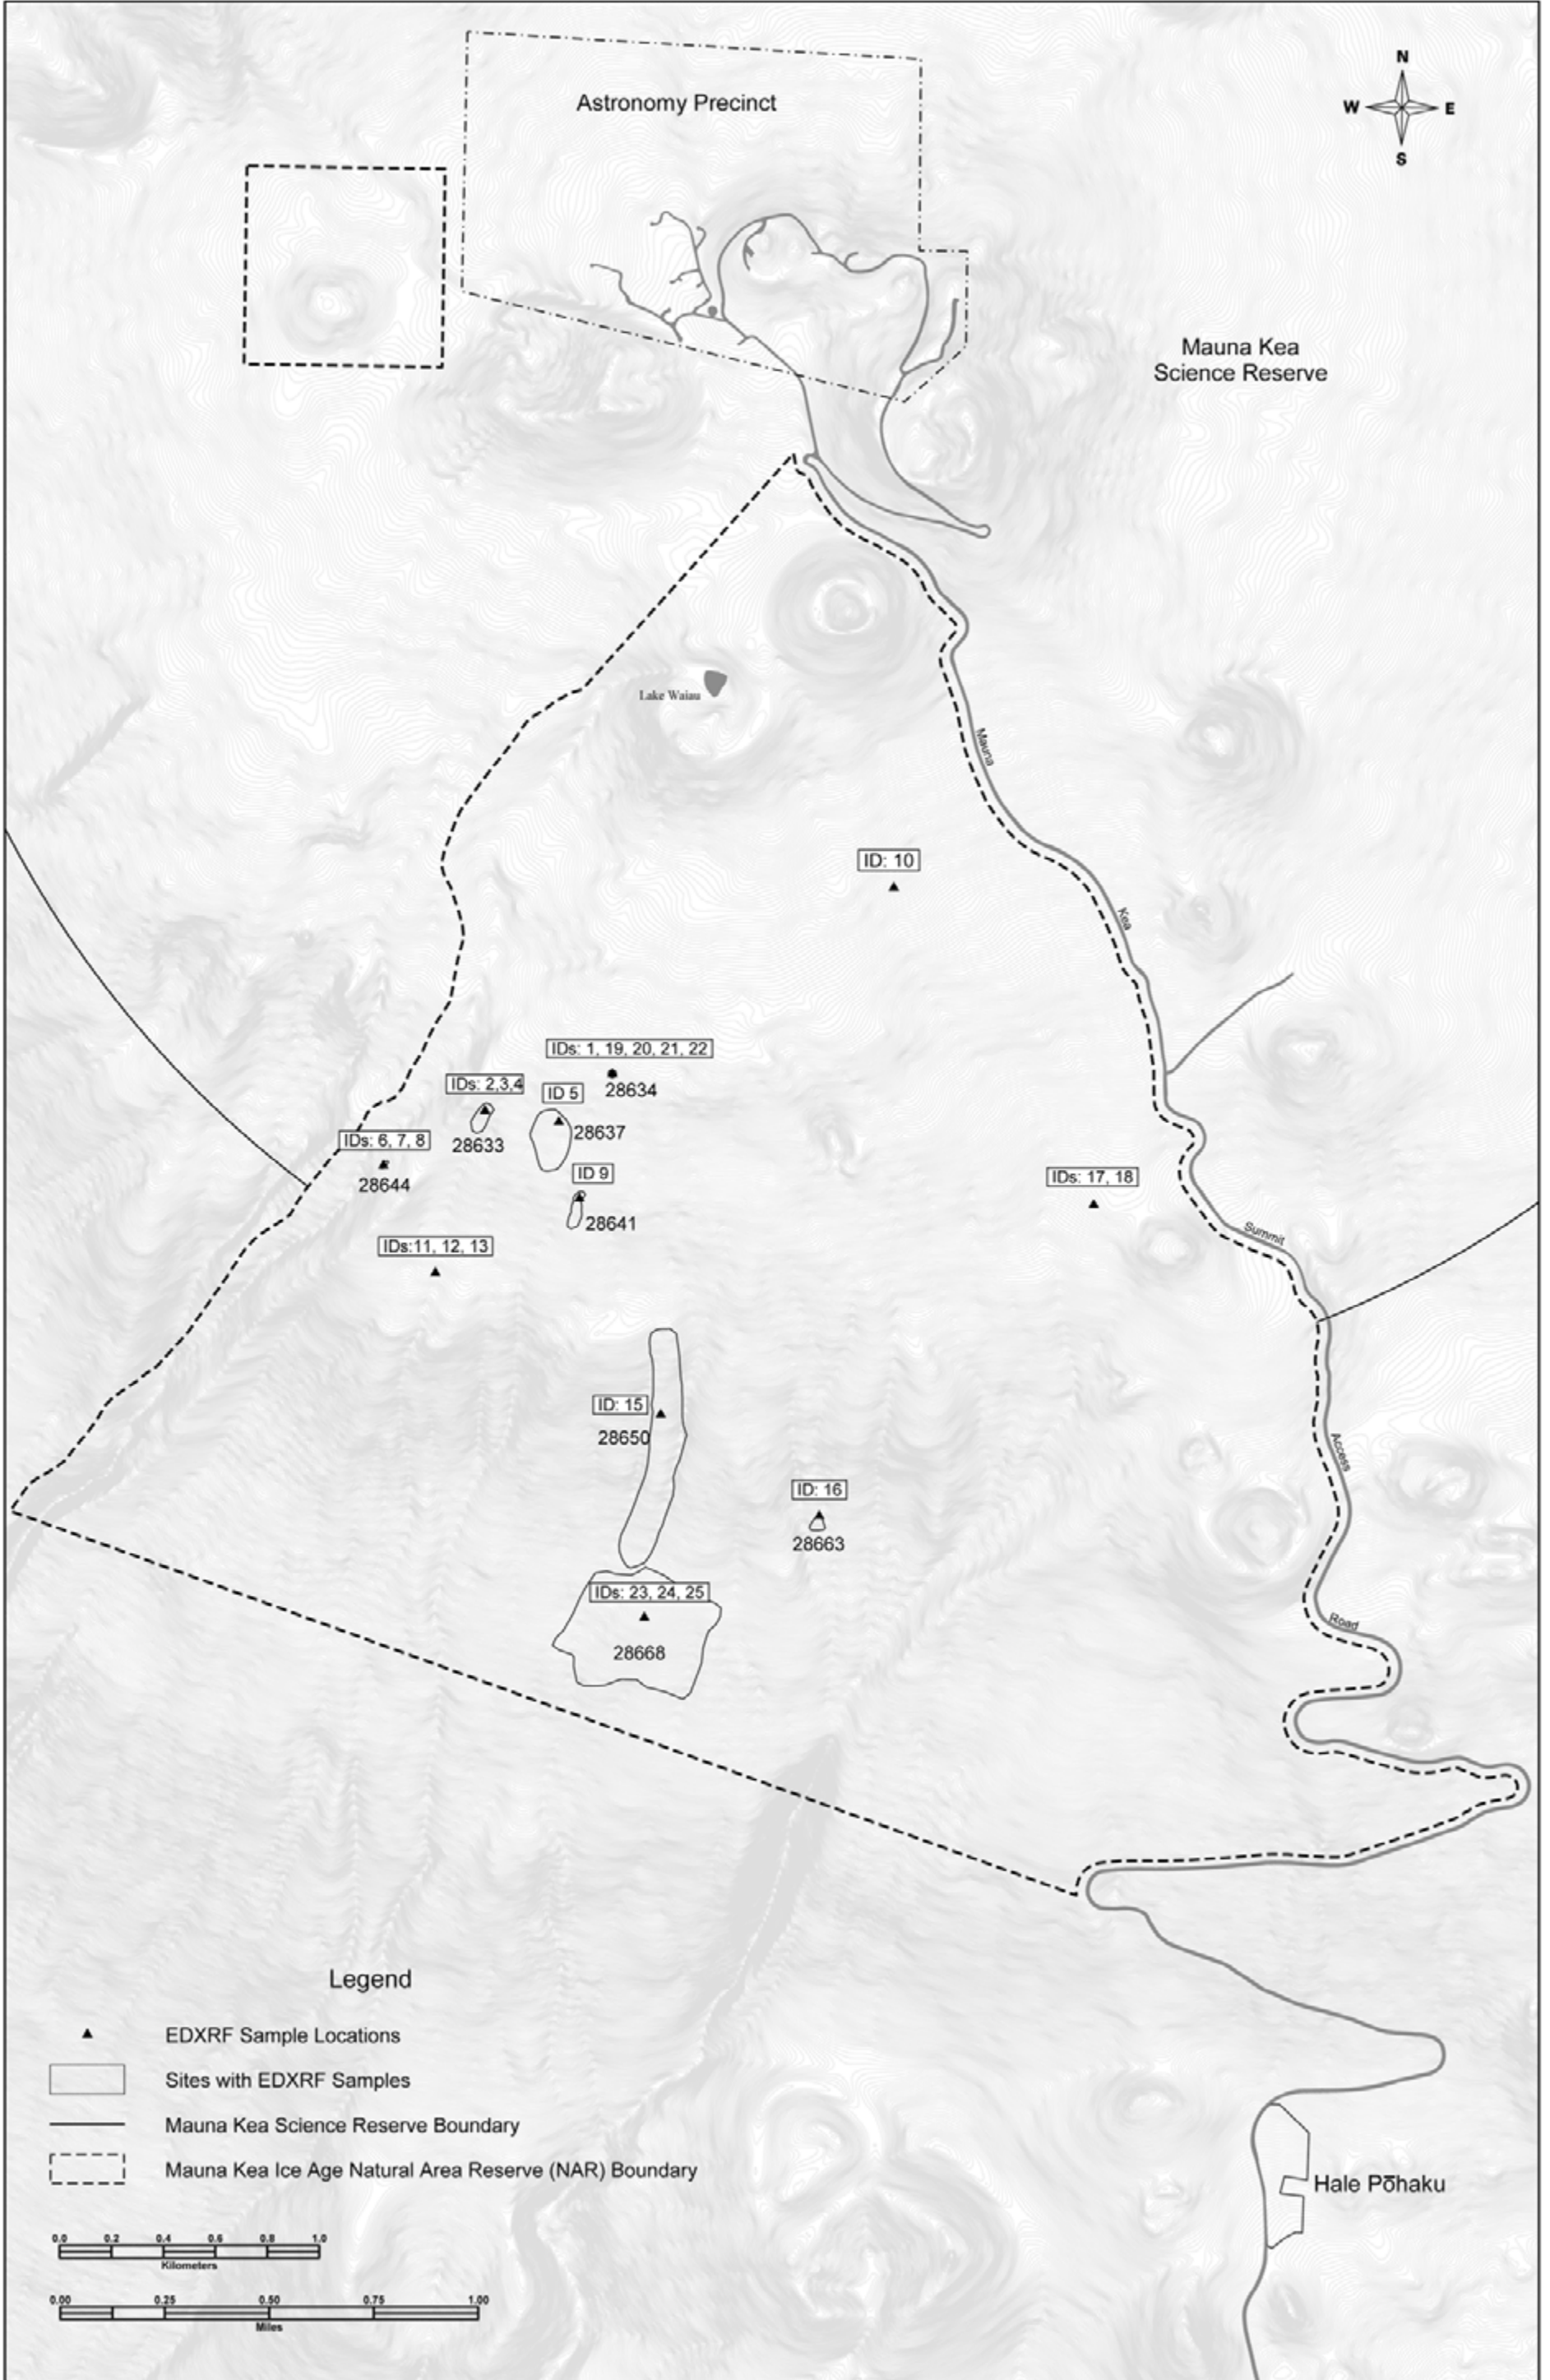 N
Astronomy Precinct
W E
S
Mauna Kea
Science Reserve
Lake Waiau
Mauna
ID: 10
Kea
IDs: 1, 19, 20, 21, 22
IDs: 2,3,4
ID 5
28634
28637
28633
IDs: 6, 7, 8
ID 9
IDs: 17, 18
28644
28641
Summit
IDs:11, 12, 13
ID: 15
28650
Access
ID: 16
28663
IDs: 23, 24, 25
Road
28668
Legend
EDXRF Sample Locations
Sites with EDXRF Samples
Mauna Kea Science Reserve Boundary
Mauna Kea Ice Age Natural Area Reserve (NAR) Boundary
Hale Pōhaku
0.0 0.2 0.4 0.6 0.8 1.0
Kilometers
0.00 0.25 0.50 0.75 1.00
Miles